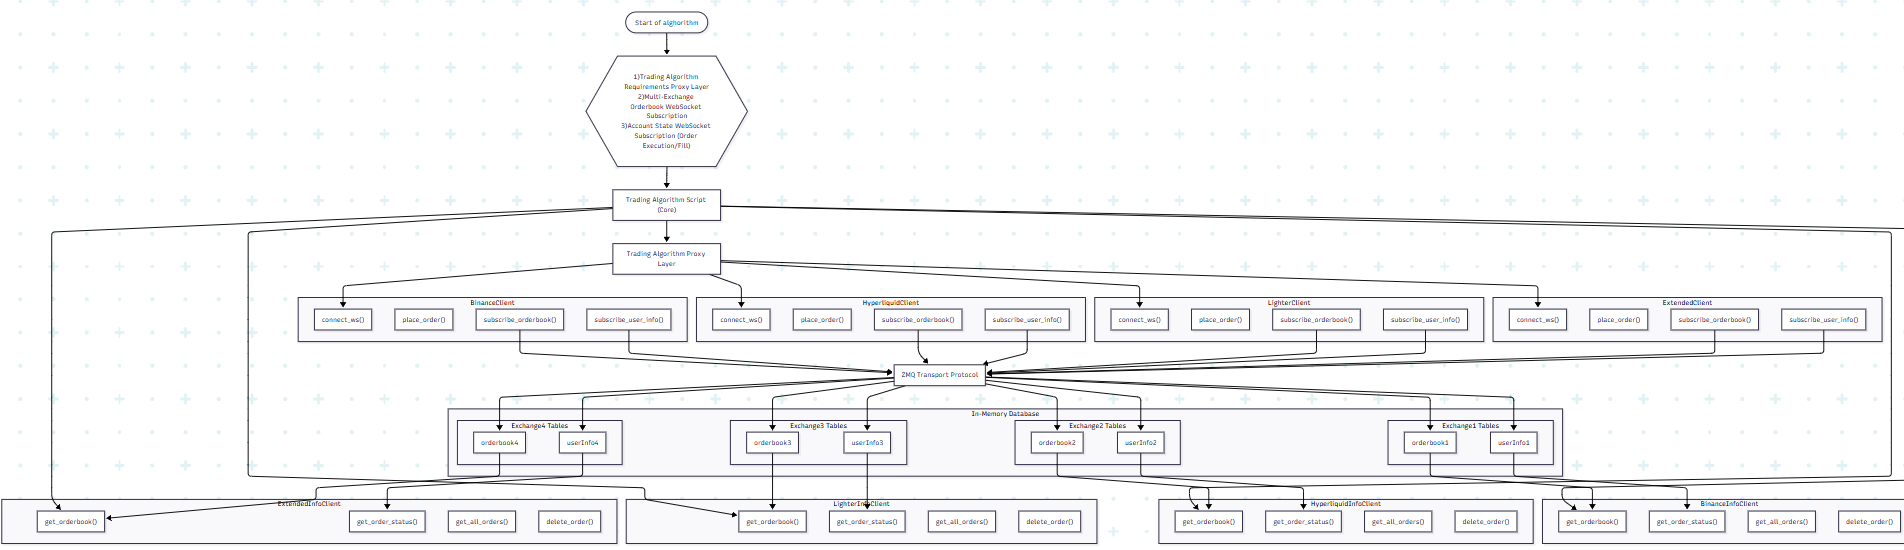 Start of alghorithm
1)Trading Algorithm
Requirements Proxy Layer
2)Multi-Exchange
Orderbook WebSocket
Subscription
3)Account State WebSocket
Subscription (Order
Execution/Fill)
Trading Algorithm Script
(Core)
Trading Algorithm Proxy
Layer
BinanceClient
connect_ws()
place_order()
subscribe_orderbook()
subscribe_user_info()
HyperliquidClient
connect_ws()
place_order()
subscribe_orderbook()
subscribe_user_info()
LighterClient
connect_ws()
place_order()
subscribe_orderbook()
subscribe_user_info()
ExtendedClient
connect_ws()
place_order()
subscribe_orderbook()
subscribe_user_info()
ZMQ Transport Protocol
In-Memory Database
Exchange4 Tables
orderbook4
userInfo4
Exchange3 Tables
orderbook3
userInfo3
Exchange2 Tables
orderbook2
userInfo2
Exchange1 Tables
orderbook1
userInfo1
ExtendedInfoClient
get_orderbook()
get_order_status()
get_all_orders()
delete_order()
LighterInfoClient
get_orderbook()
get_order_status()
get_all_orders()
delete_order()
HyperliquidInfoClient
get_orderbook()
get_order_status()
get_all_orders()
delete_order()
BinanceInfoClient
get_orderbook()
get_order_status()
get_all_orders()
delete_order()